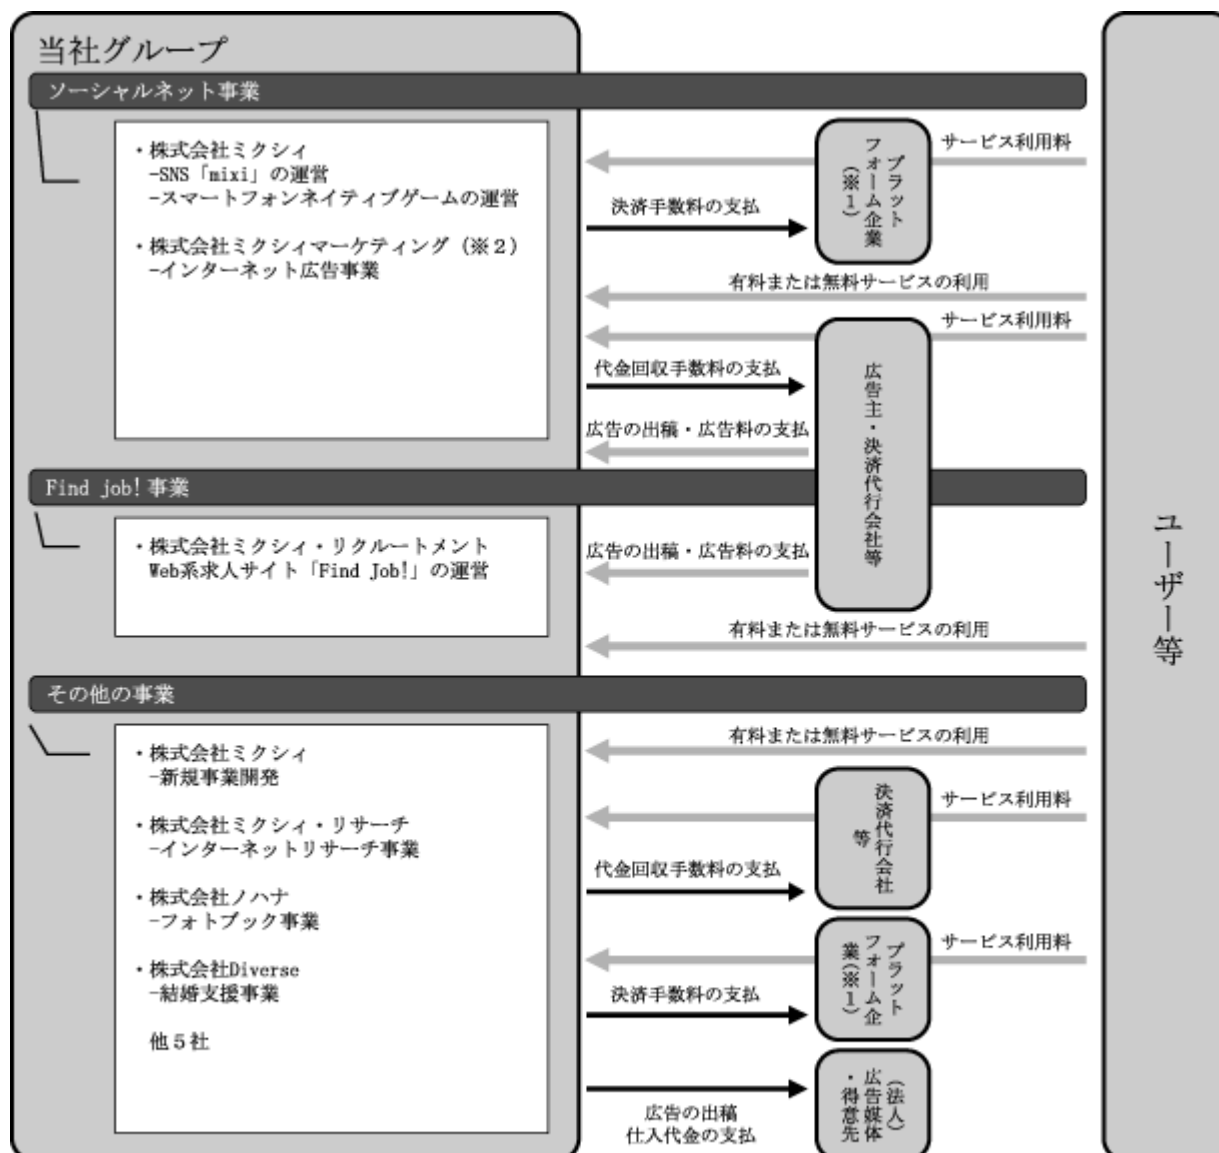 当社グループ
ソーシャルネット事業
・株式会社ミクシィ
-SNS「mixi」の運営
-スマートフォンネイティブゲームの運営
・株式会社ミクシィマーケティング（※２）
-インターネット広告事業
サービス利用料
プラット
フォーム企業
（※１）
決済手数料の支払
有料または無料サービスの利用
サービス利用料
代金回収手数料の支払
広告の出稿・広告料の支払
広告主・決済代行会社等
Find job!事業
・株式会社ミクシィ・リクルートメント
Web系求人サイト「Find Job!」の運営
広告の出稿・広告料の支払
有料または無料サービスの利用
ユーザー等
その他の事業
・株式会社ミクシィ
-新規事業開発
・株式会社ミクシィ・リサーチ
-インターネットリサーチ事業
・株式会社ノハナ
-フォトブック事業
・株式会社Diverse
-結婚支援事業
他５社
有料または無料サービスの利用
サービス利用料
決済代行会社
等
代金回収手数料の支払
サービス利用料
プラット
フォーム企
業（※１）
決済手数料の支払
（法人）
広告媒体
・得意先
広告の出稿
仕入代金の支払